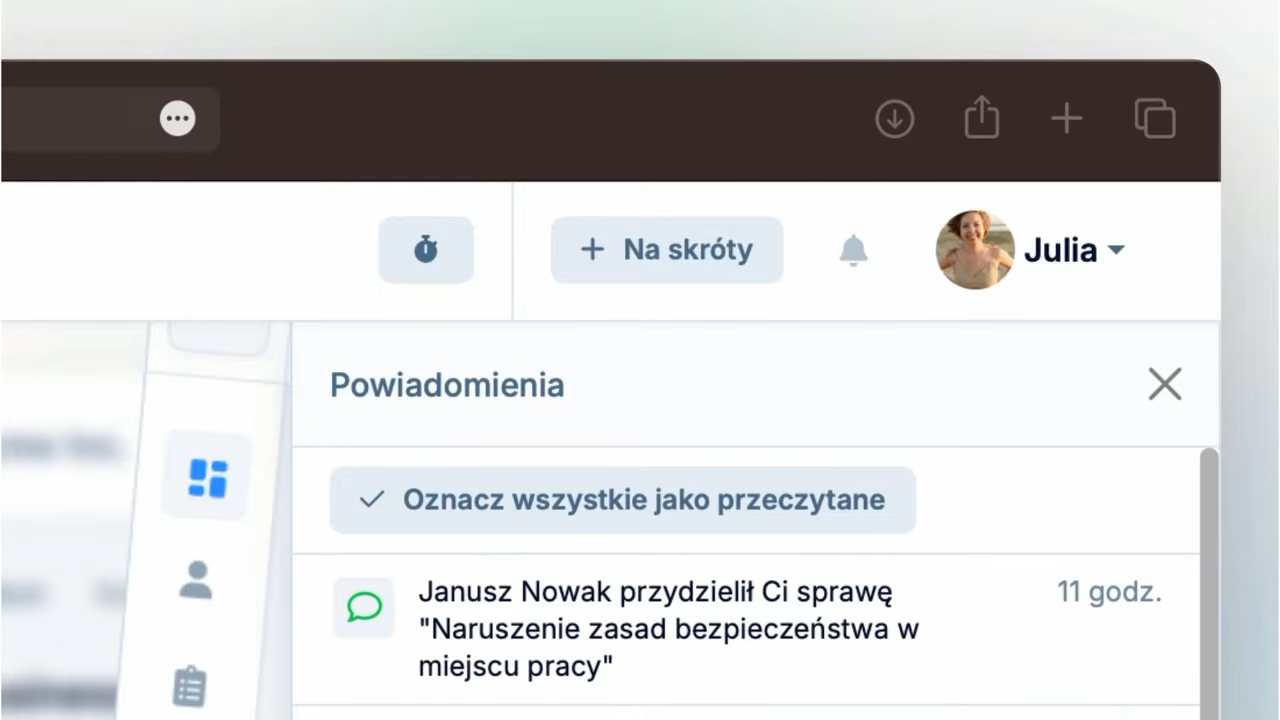 Na skróty
Julia
Powiadomienia
Oznacz wszystkie jako przeczytane
Janusz Nowak przydzielił Ci sprawę
11 godz.
"Naruszenie zasad bezpieczeństwa w
miejscu pracy"